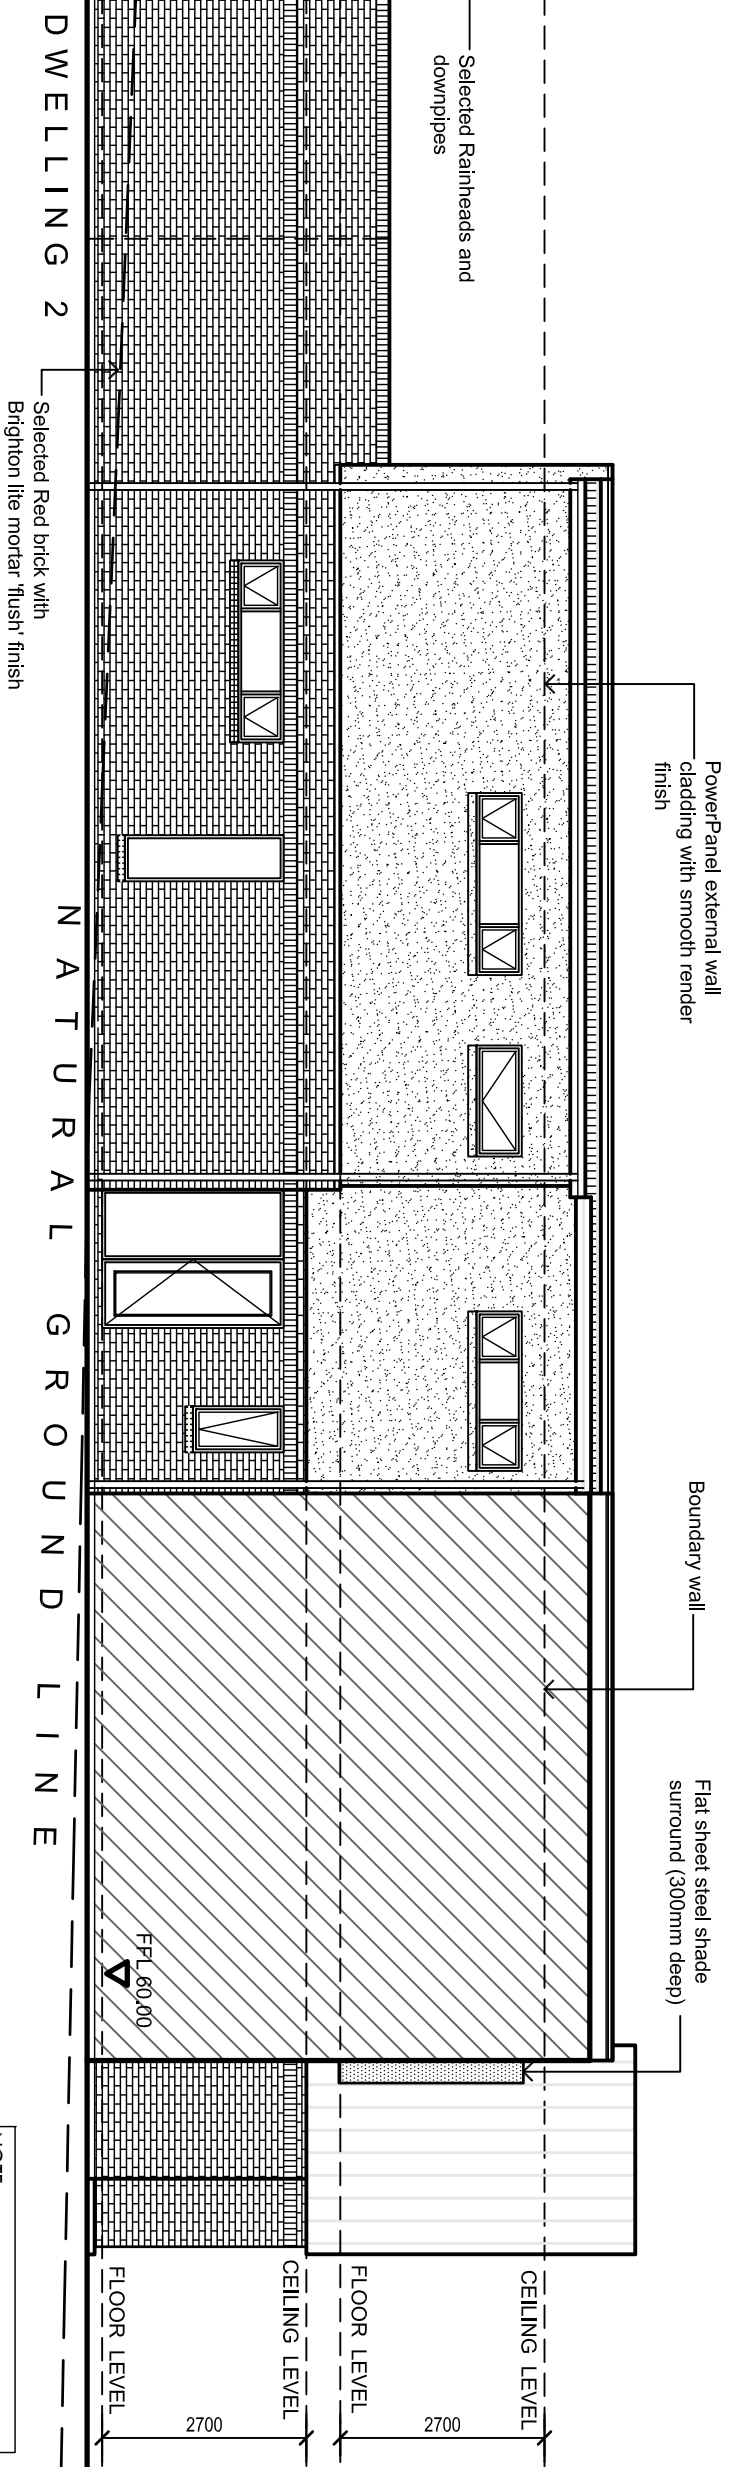 Selected Rainheads and
downpipes
PowerPanel external wall
cladding with smooth render
finish
Boundary wall
Flat sheet steel shade
surround (300mm deep)
CEILING LEVEL
FLOOR LEVEL
CEILING LEVEL
FLOOR LEVEL
2700
2700
FFL 60.00
DWELLING 2
NATURAL GROUND LINE
Selected Red brick with
Brighton lite mortar 'flush' finish